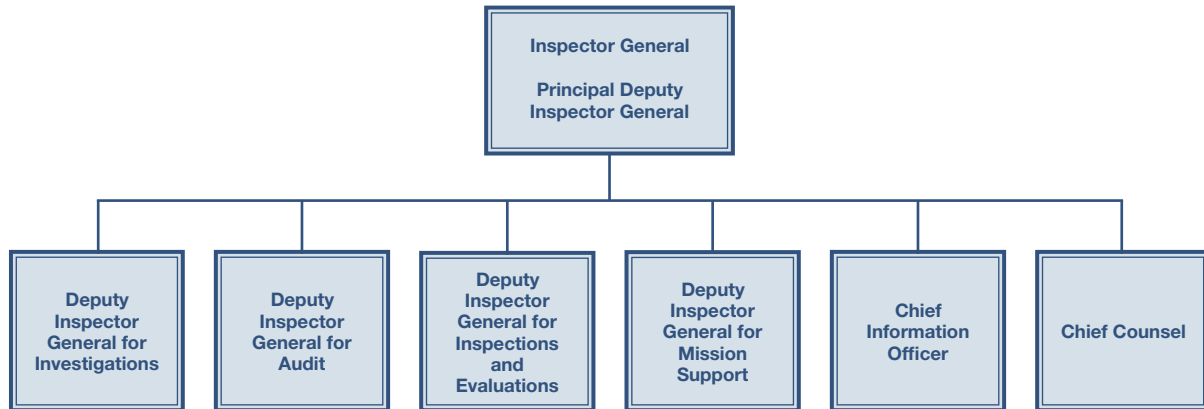 Inspector General
Principal Deputy
Inspector General
Deputy
Inspector
General for
Investigations
Deputy
Inspector
General for
Audit
Deputy
Inspector
General for
Inspections
and
Evaluations
Deputy
Inspector
General for
Mission
Support
Chief
Information
Officer
Chief Counsel